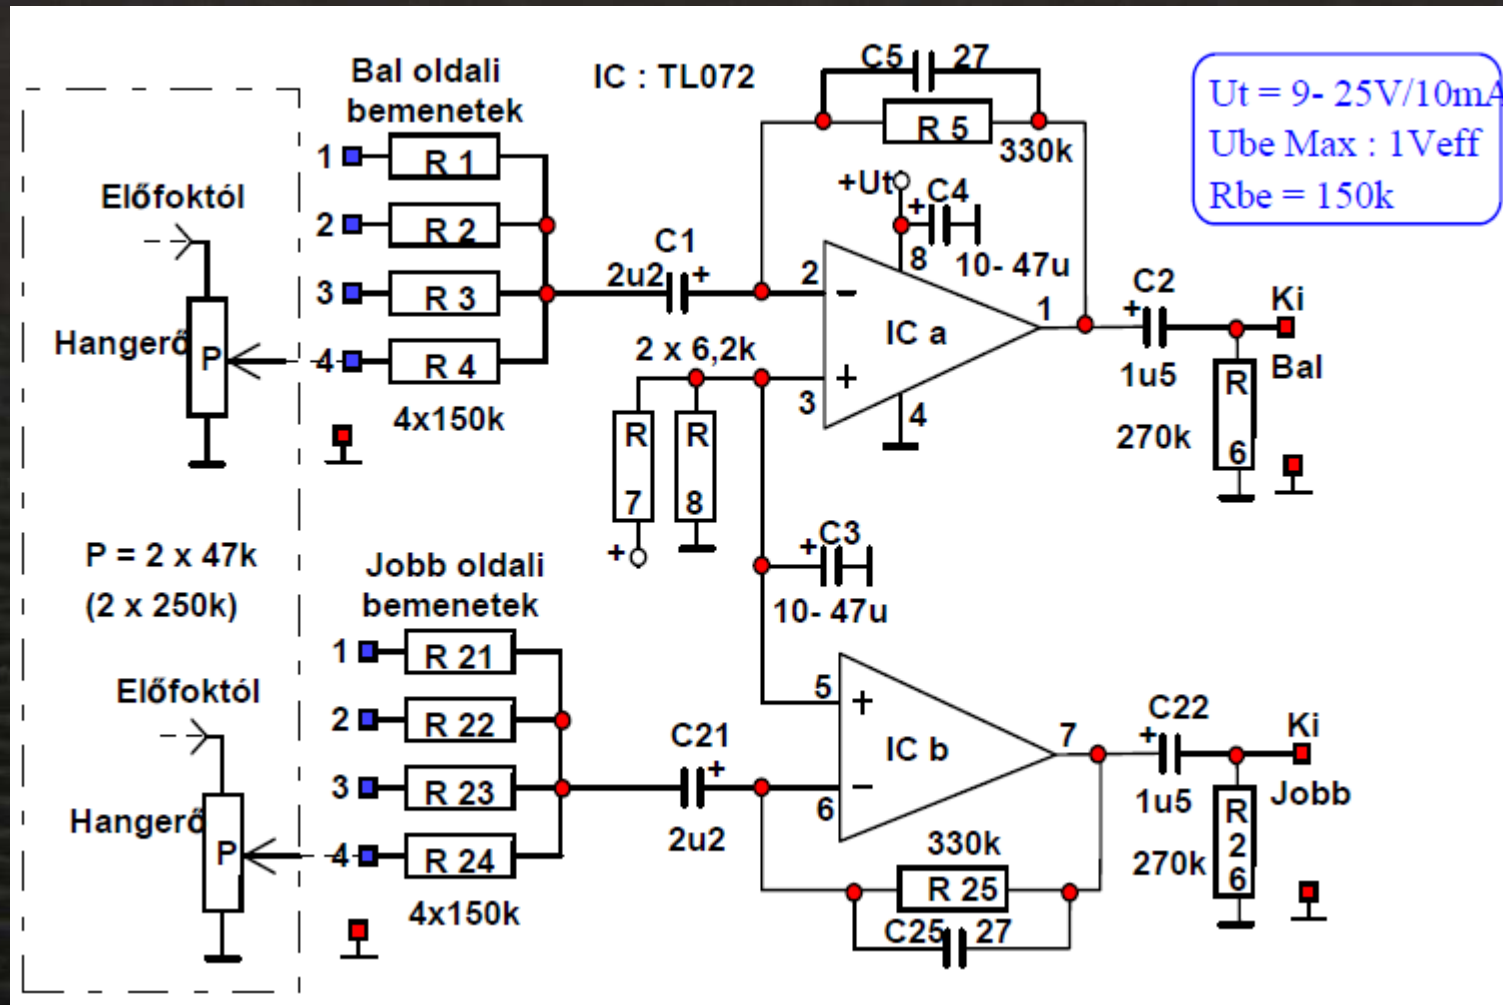 C5
27
Bal oldali
bemenetek
IC : TL072
Ut = 9- 25V/10mA
Ube Max : 1Veff
Rbe = 150k
R 5
330k
1
R 1
+Ut
+
C4
Előfoktól
2
R 2
C1
8
10- 47u
2u2
+
2
−
3
R 3
C2
+
Ki
1
IC a
Hangerő
P
4
R 4
2 x 6,2k
+
3
1u5
Bal
4x150k
4
R
6
270k
R
7
R
8
+
C3
+
P = 2 x 47k
(2 x 250k)
Jobb oldali
bemenetek
10- 47u
1
R 21
Előfoktól
5
+
2
R 22
C21
+
C22
+
Ki
7
IC b
3
R 23
6
−
1u5
Jobb
Hangerő
P
2u2
4
R 24
330k
R
2
6
270k
R 25
4x150k
C25
27